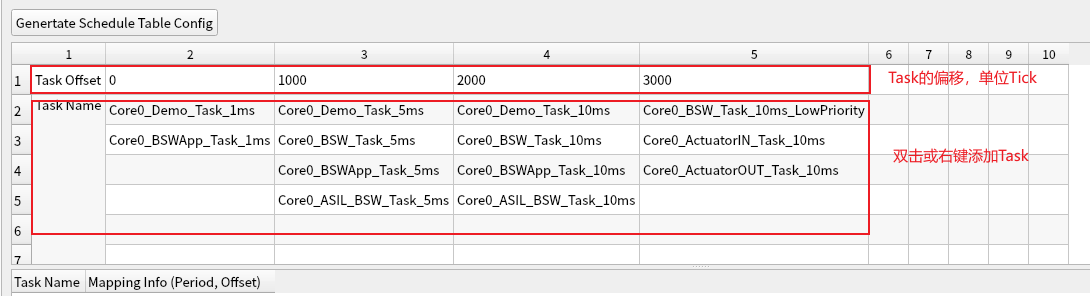 Genertate Schedule Table Config
1 2 3 4 5 6 7 8 9 10
1 Task Offset 0 1000 2000 3000 Task的偏移，单位Tick
2 Task Name Core0_Demo_Task_1ms Core0_Demo_Task_5ms Core0_Demo_Task_10ms Core0_BSW_Task_10ms_LowPriority
3 Core0_BSWApp_Task_1ms Core0_BSW_Task_5ms Core0_BSW_Task_10ms Core0_ActuatorIN_Task_10ms
双击或右键添加Task
4 Core0_BSWApp_Task_5ms Core0_BSWApp_Task_10ms Core0_ActuatorOUT_Task_10ms
5 Core0_ASIL_BSW_Task_5ms Core0_ASIL_BSW_Task_10ms
6
7
Task Name Mapping Info (Period, Offset)